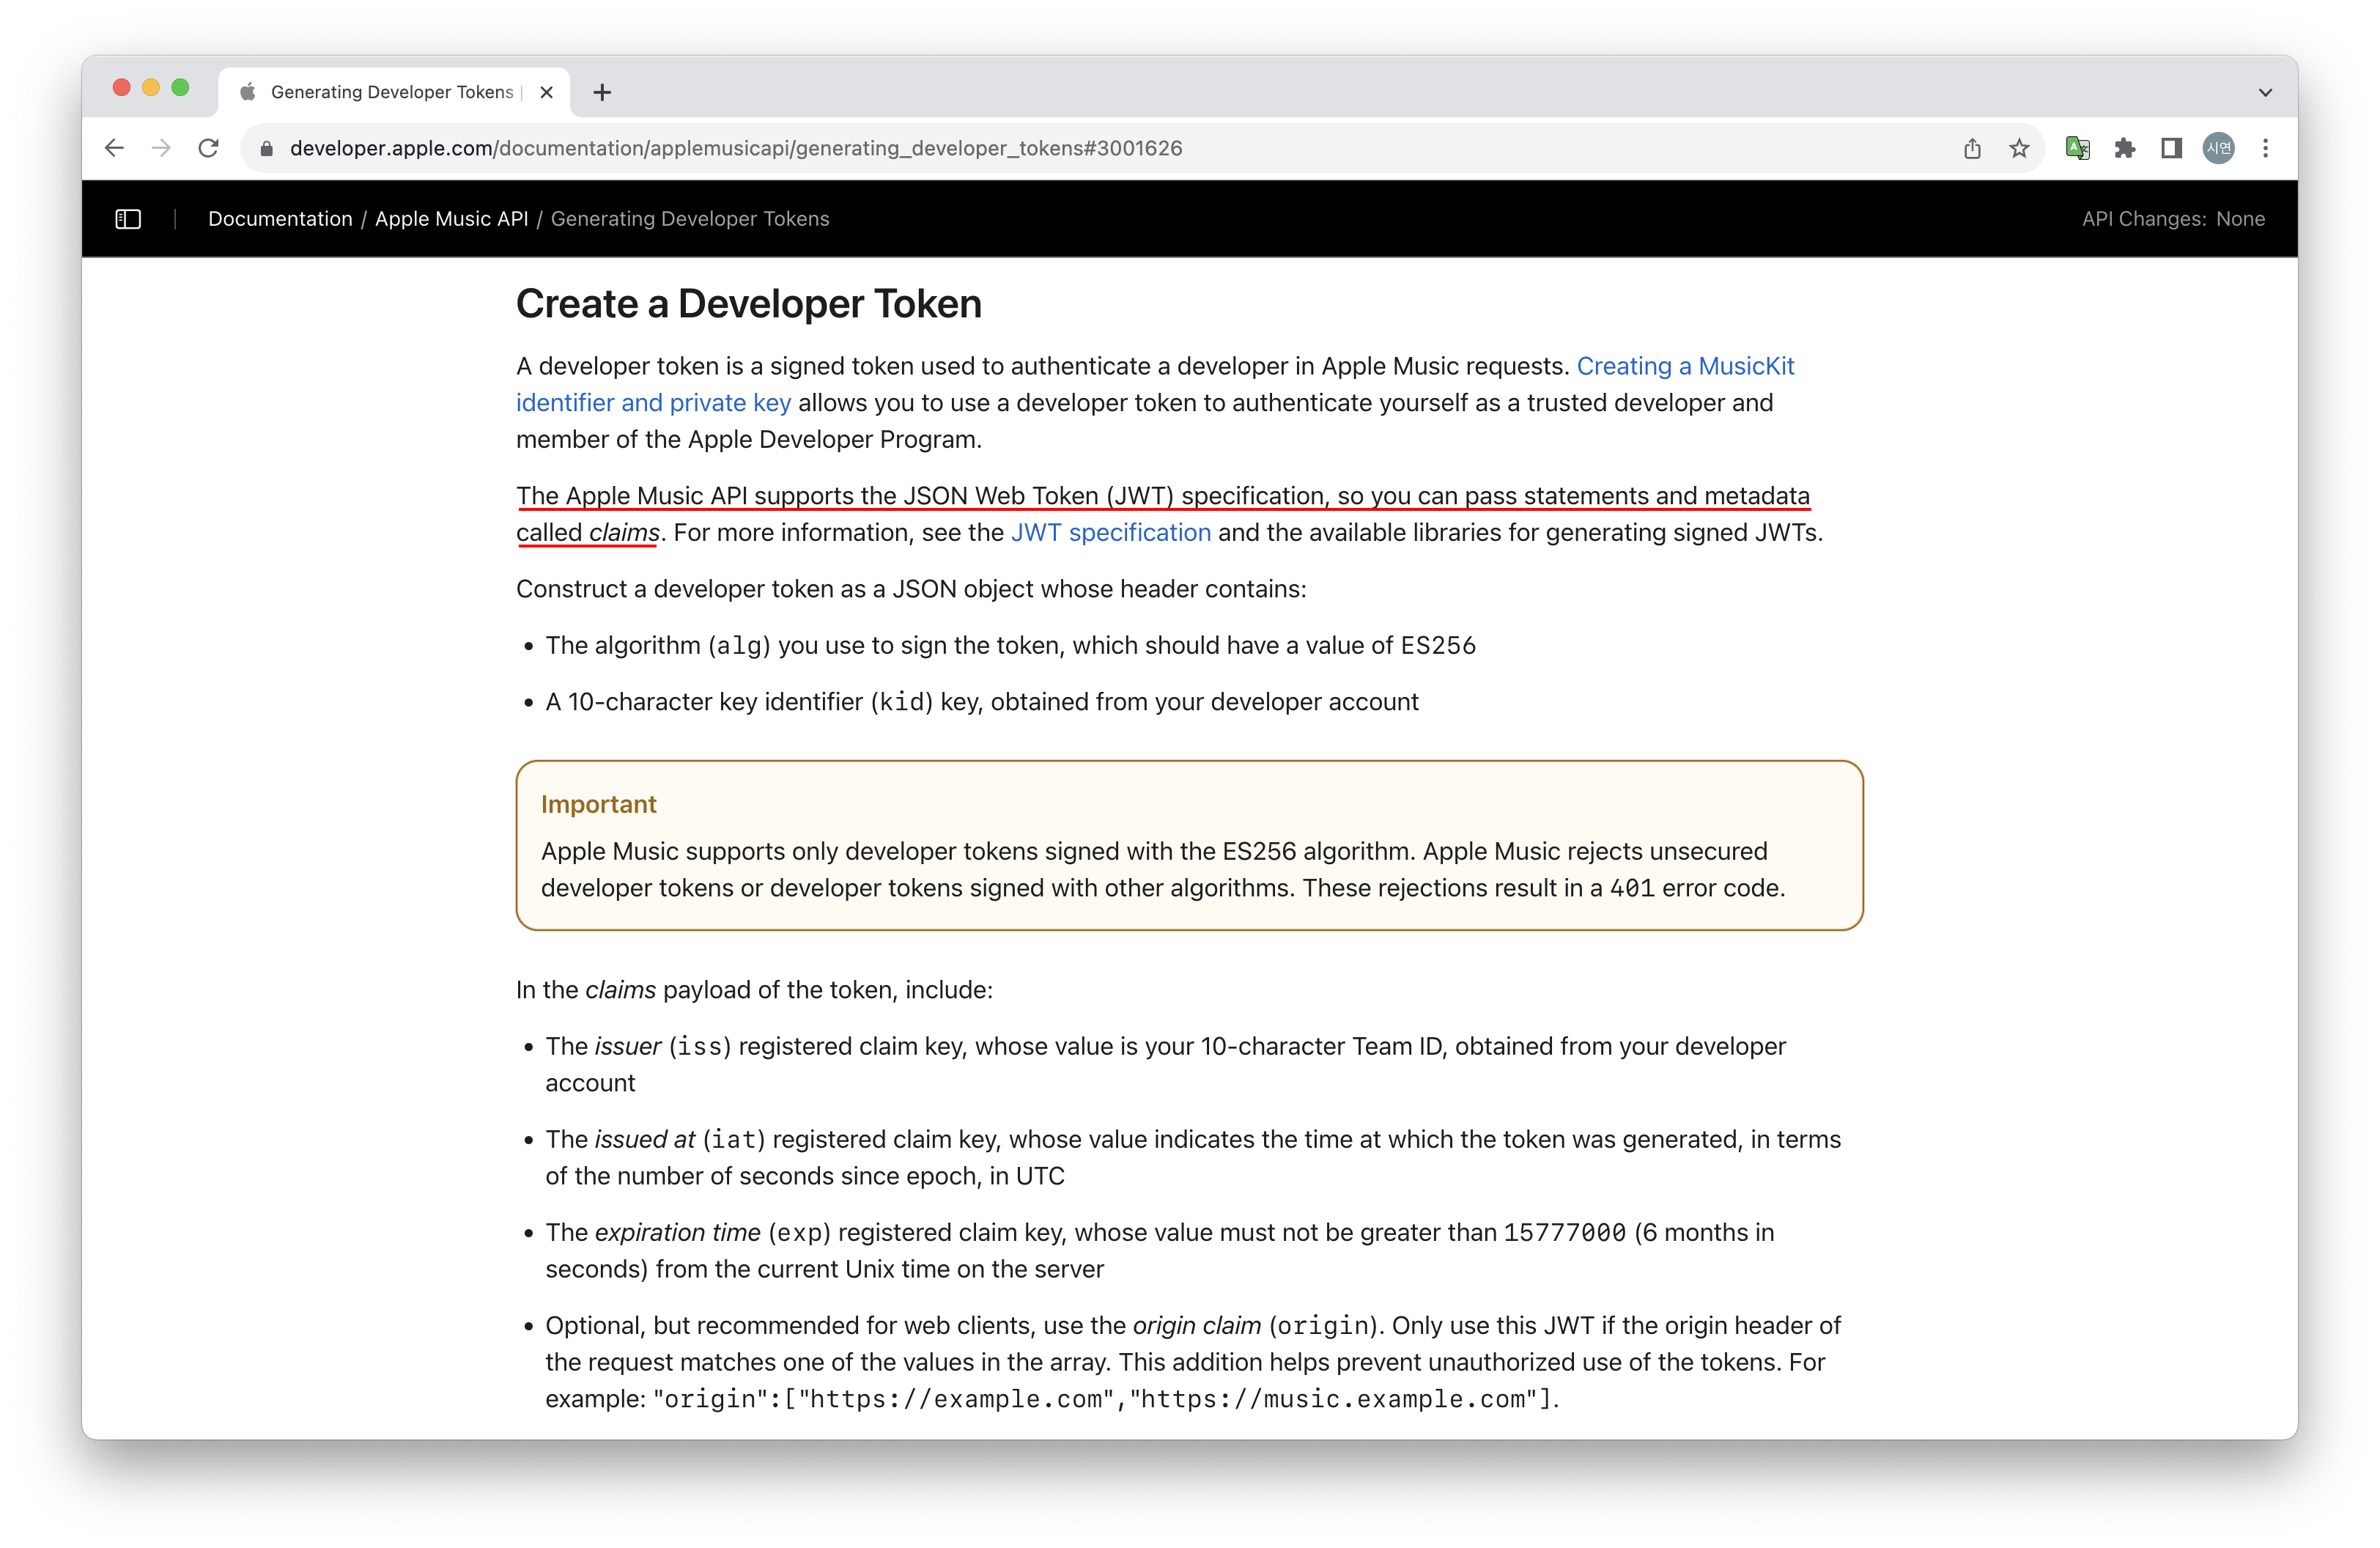 Generating Developer Tokens |
developer.apple.com/documentation/applemusicapi/generating_developer_tokens#3001626
시연
Documentation / Apple Music API / Generating Developer Tokens
API Changes: None
Create a Developer Token
A developer token is a signed token used to authenticate a developer in Apple Music requests. Creating a MusicKit
identifier and private key allows you to use a developer token to authenticate yourself as a trusted developer and
member of the Apple Developer Program.
The Apple Music API supports the JSON Web Token (JWT) specification, so you can pass statements and metadata
called claims. For more information, see the JWT specification and the available libraries for generating signed JWTs.
Construct a developer token as a JSON object whose header contains:
• The algorithm (alg) you use to sign the token, which should have a value of ES256
• A 10-character key identifier (kid) key, obtained from your developer account
Important
Apple Music supports only developer tokens signed with the ES256 algorithm. Apple Music rejects unsecured
developer tokens or developer tokens signed with other algorithms. These rejections result in a 401 error code.
In the claims payload of the token, include:
• The issuer (iss) registered claim key, whose value is your 10-character Team ID, obtained from your developer
account
• The issued at (iat) registered claim key, whose value indicates the time at which the token was generated, in terms
of the number of seconds since epoch, in UTC
• The expiration time (exp) registered claim key, whose value must not be greater than 15777000 (6 months in
seconds) from the current Unix time on the server
• Optional, but recommended for web clients, use the origin claim (origin). Only use this JWT if the origin header of
the request matches one of the values in the array. This addition helps prevent unauthorized use of the tokens. For
example: "origin":["https://example.com","https://music.example.com"].